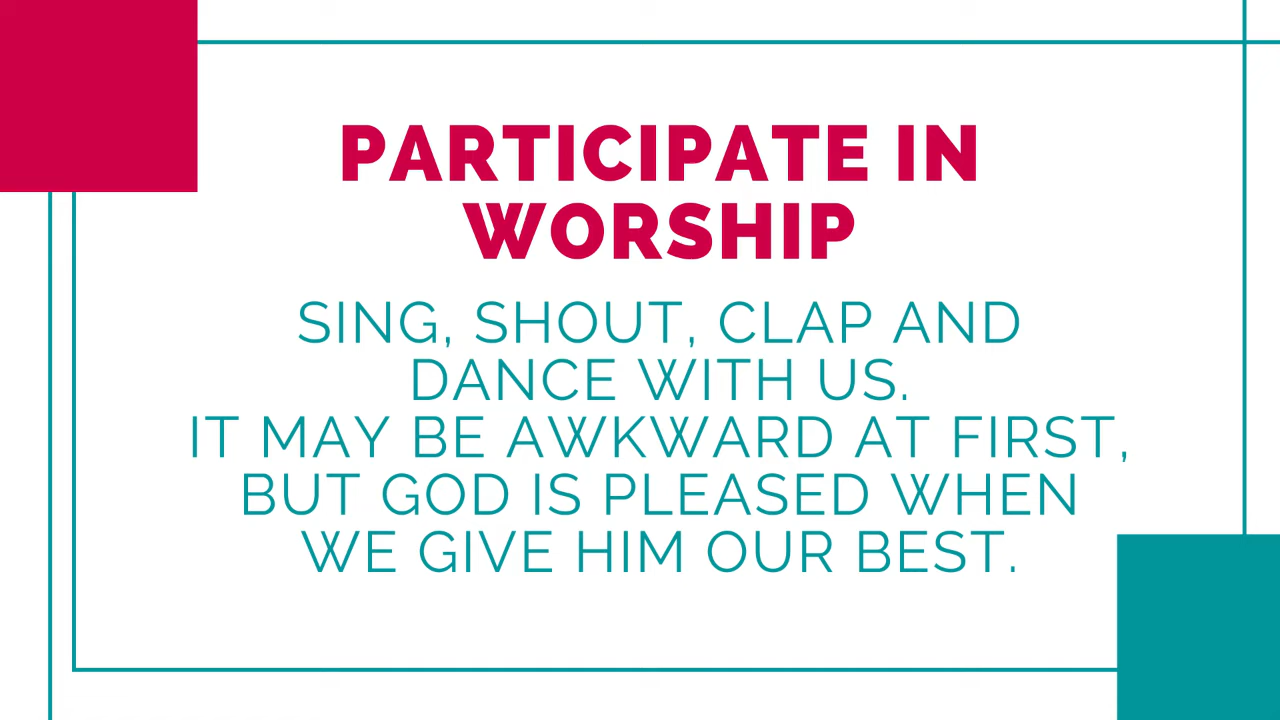 PARTICIPATE IN
WORSHIP
SING, SHOUT, CLAP AND
DANCE WITH US.
IT MAY BE AWKWARD AT FIRST,
BUT GOD IS PLEASED WHEN
WE GIVE HIM OUR BEST.